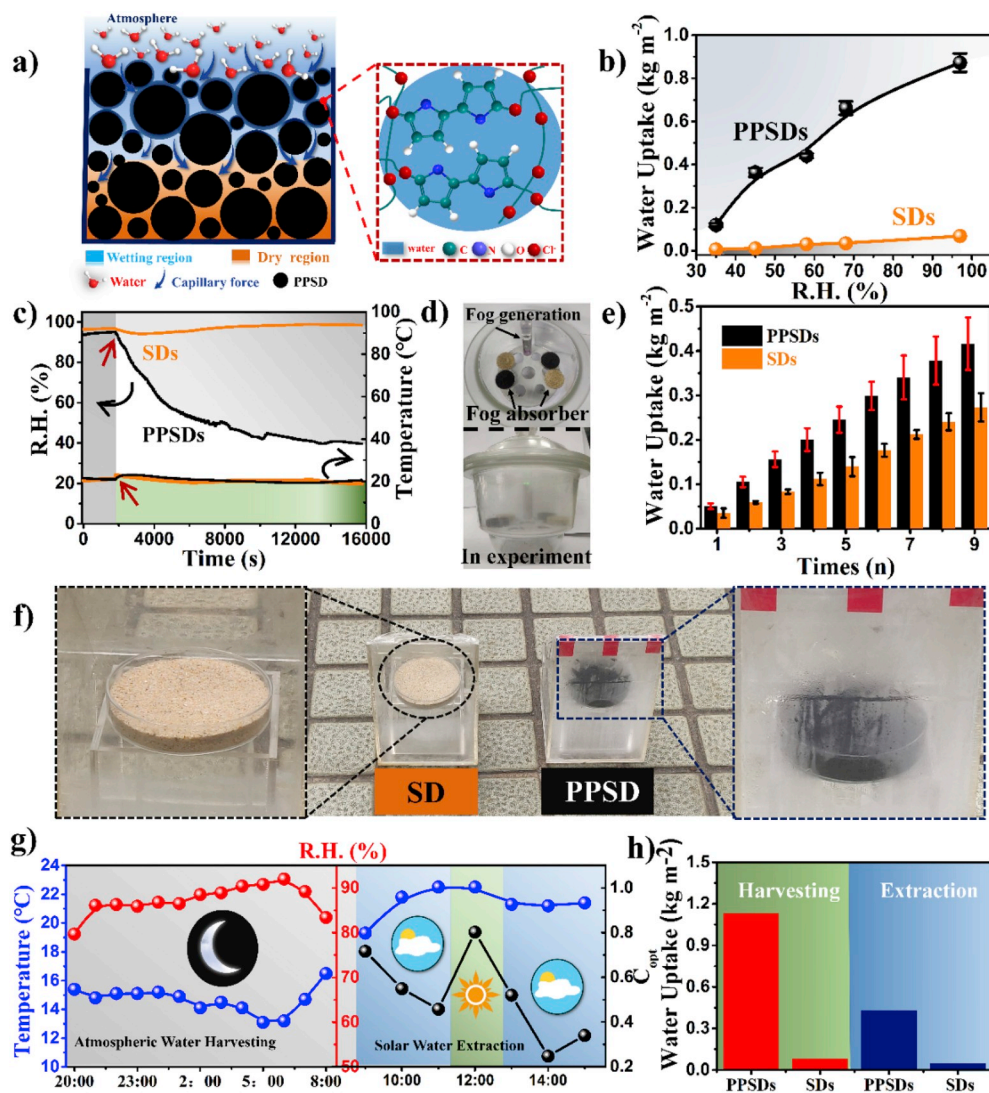 a)
Atmosphere
Wetting region
Dry region
Water
Capillary force
PPSD
water
C
N
O
Cl-
b)
Water Uptake (kg m-2)
1.0
0.8
0.6
0.4
0.2
0.0
PPSDs
SDs
30 40 50 60 70 80 90 100
R.H. (%)
c)
R.H. (%)
100
80
60
40
20
0
SDs
PPSDs
100
80
60
40
20
0
Temperature (°C)
0 4000 8000 12000 16000
Time (s)
d)
Fog generation
Fog absorber
In experiment
e)
Water Uptake (kg m-2)
0.5
0.4
0.3
0.2
0.1
0.0
PPSDs
SDs
1 3 5 7 9
Times (n)
f)
SD
PPSD
g)
R.H. (%)
Temperature (°C)
24
22
20
18
16
14
12
10
90
80
70
60
50
Atmospheric Water Harvesting
Solar Water Extraction
1.0
0.8
0.6
0.4
0.2
Copt
20:00 23:00 2: 00 5: 00 8:00 10:00 12:00 14:00
h)
Water Uptake (kg m-2)
1.5
1.2
0.9
0.6
0.3
0.0
Harvesting
Extraction
PPSDs SDs PPSDs SDs